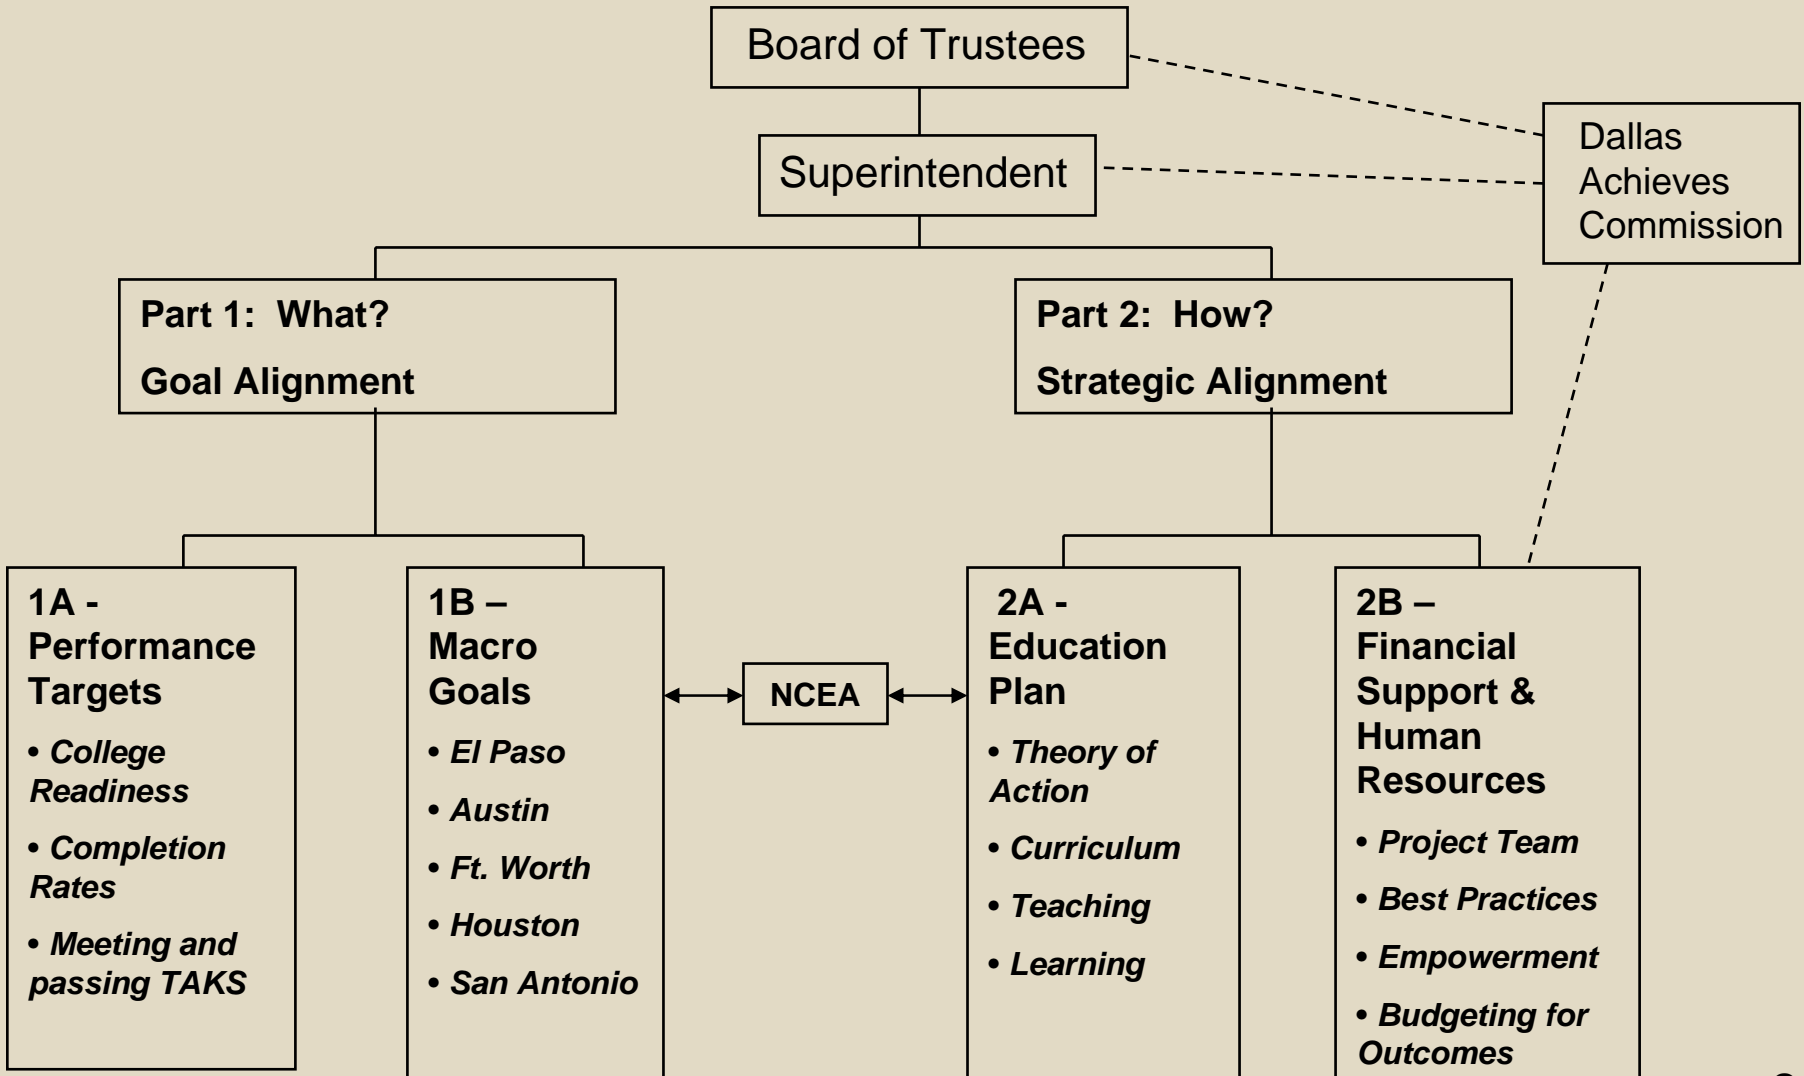 Board of Trustees
Superintendent
Dallas
Achieves
Commission
Part 1:  What?
Goal Alignment
Part 2:  How?
Strategic Alignment
1A -
Performance
Targets
• College
Readiness
• Completion
Rates
• Meeting and
passing TAKS
1B –
Macro
Goals
• El Paso
• Austin
• Ft. Worth
• Houston
• San Antonio
NCEA
2A -
Education
Plan
• Theory of
Action
• Curriculum
• Teaching
• Learning
2B –
Financial
Support &
Human
Resources
• Project Team
• Best Practices
• Empowerment
• Budgeting for
Outcomes